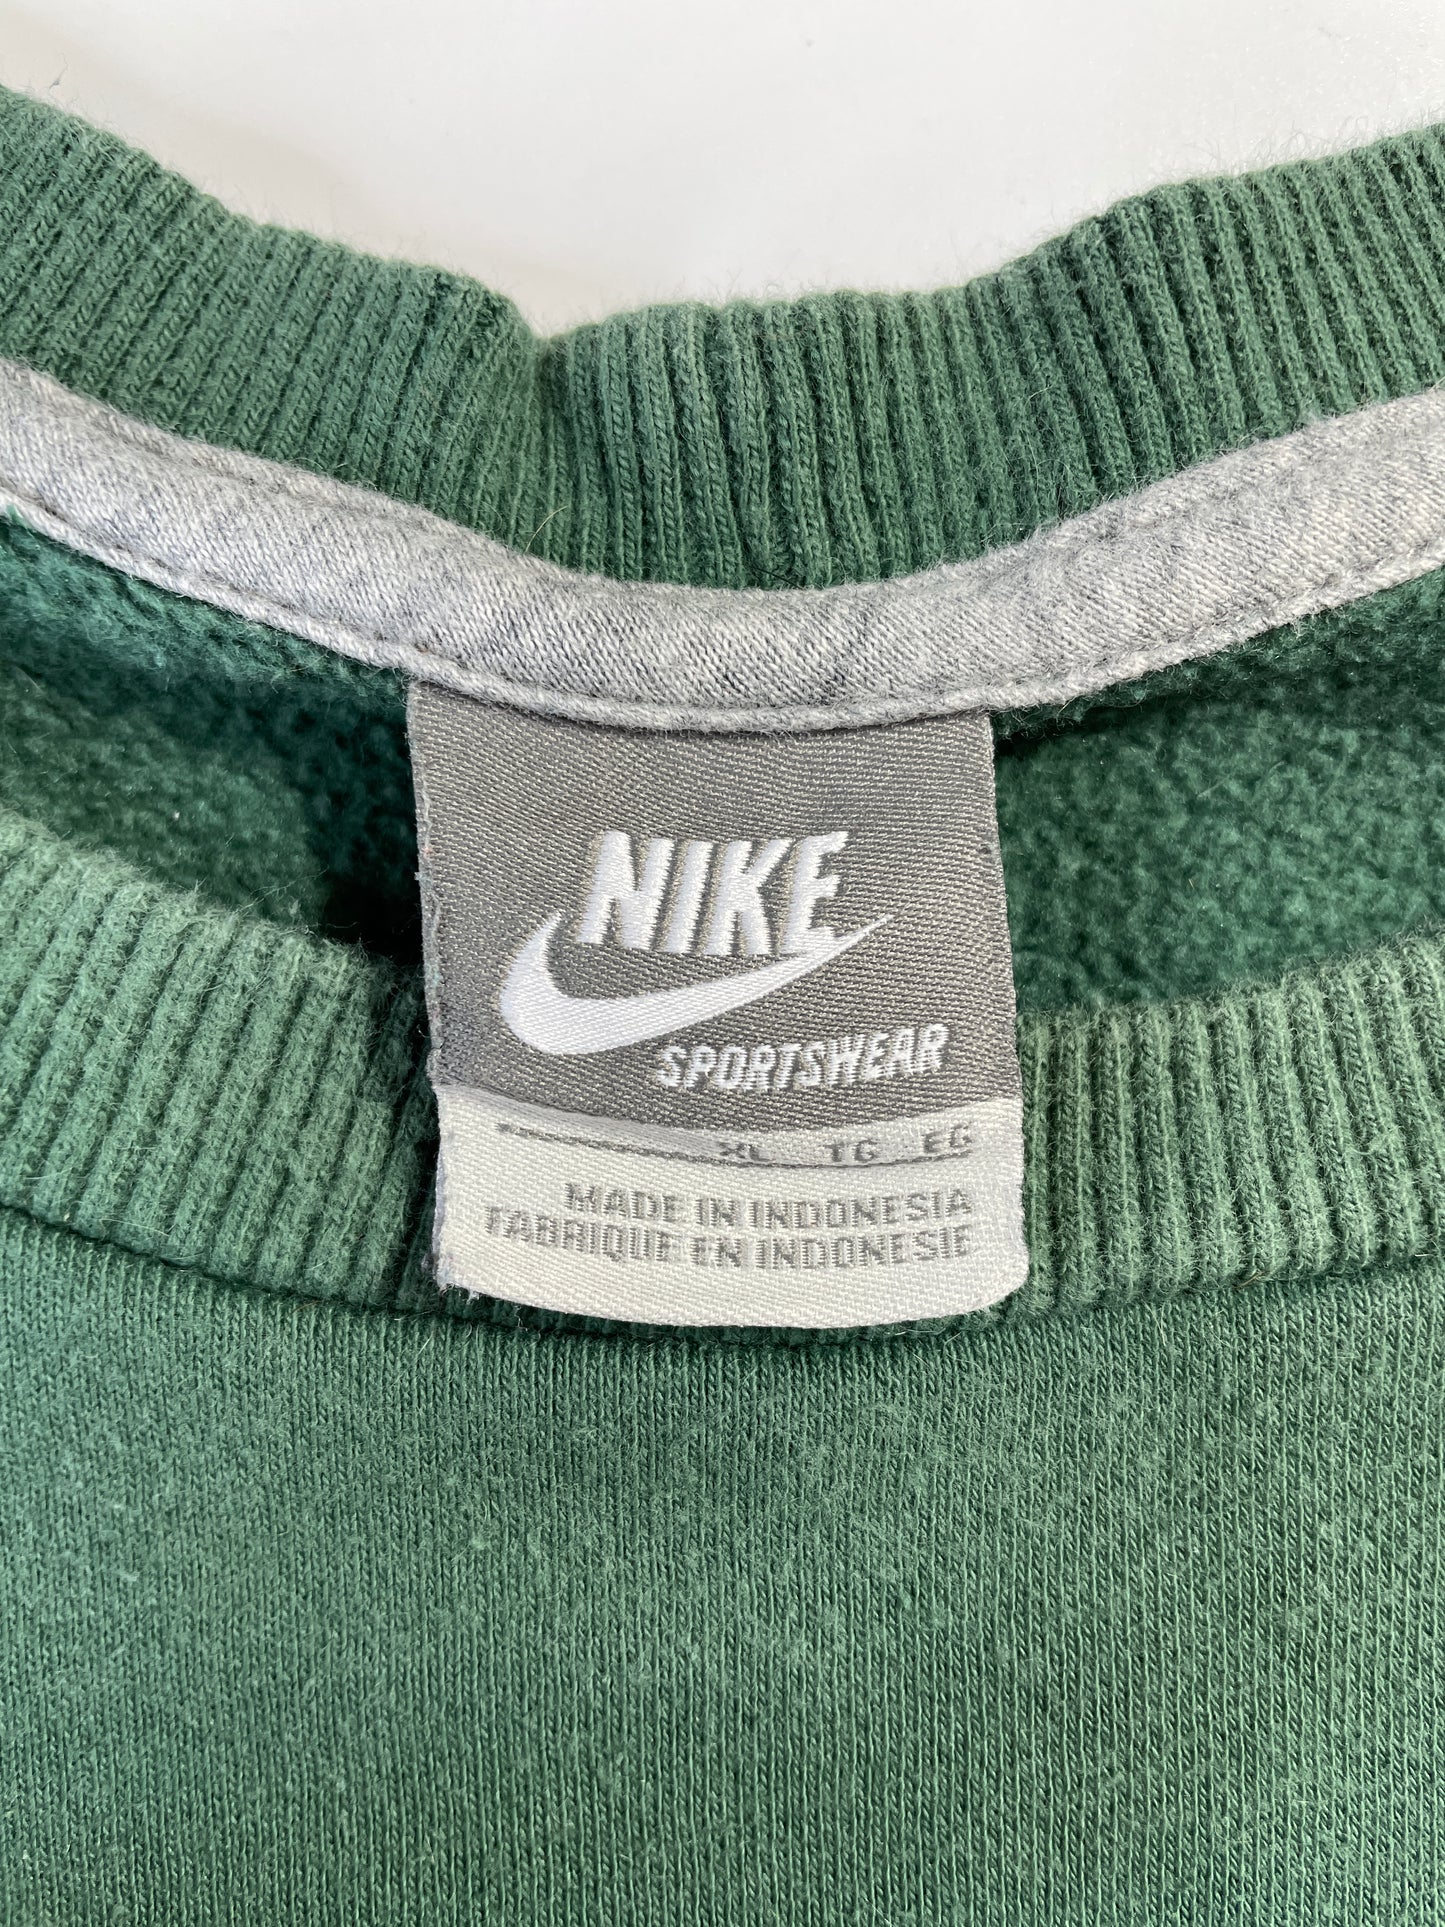 NIKE
SPORTSWEAR
XL TG EG
MADE IN INDONESIA
FABRIQUE EN INDONESIE